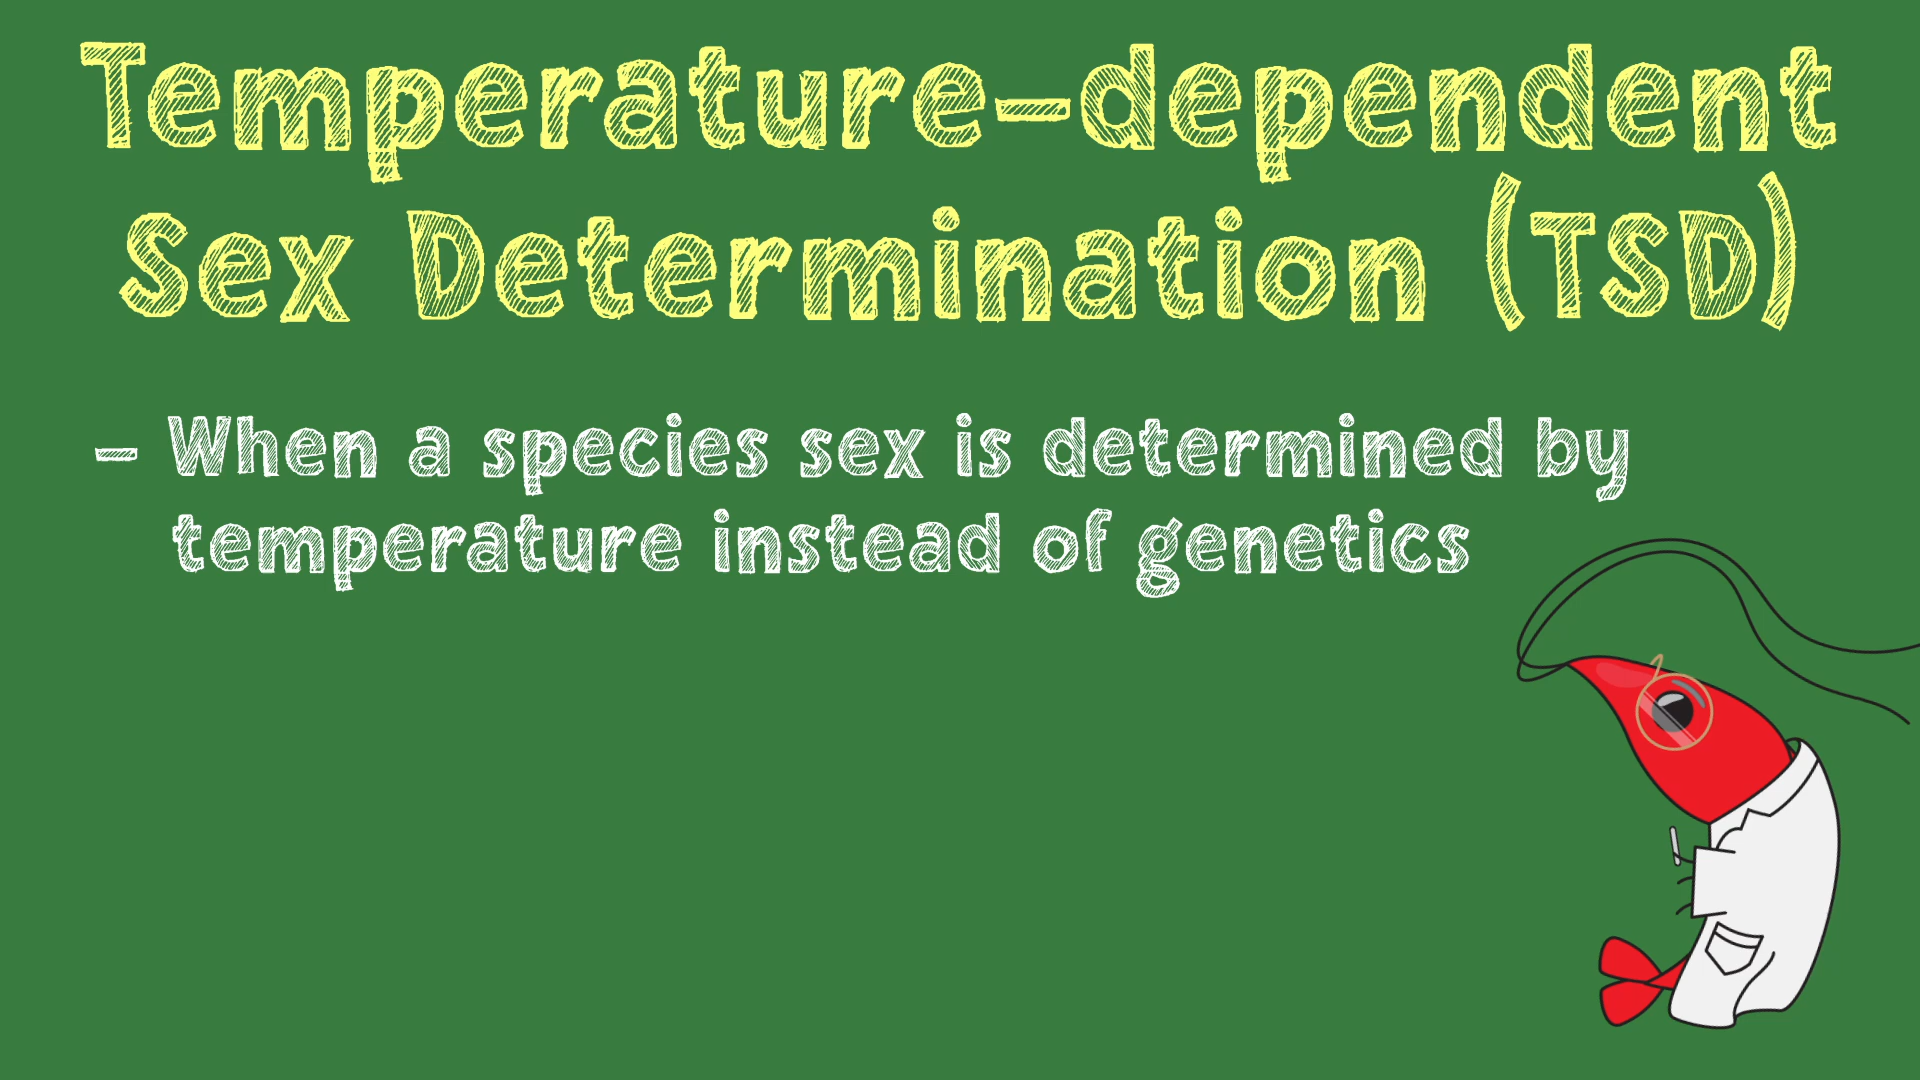 Temperature-dependent
Sex Determination (TSD)
- When a species sex is determined by
temperature instead of genetics